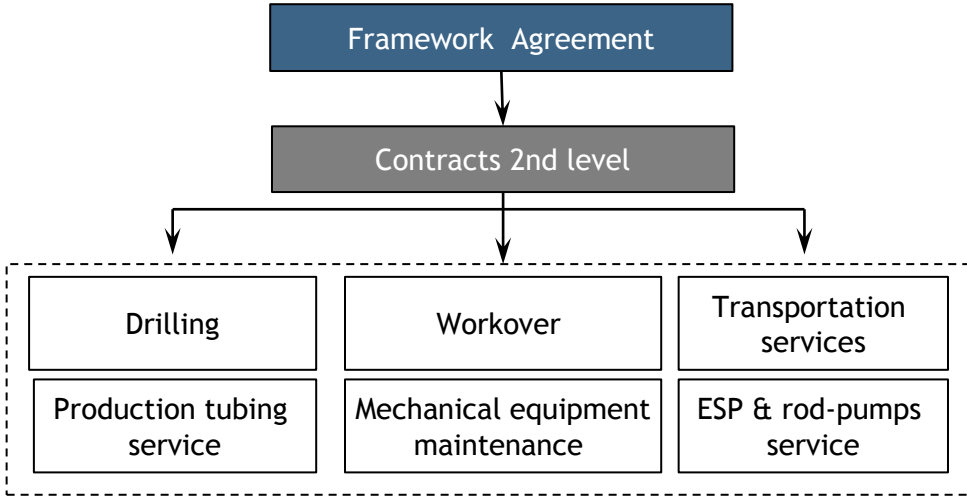 Framework Agreement
Contracts 2nd level
Drilling
Workover
Transportation
services
Production tubing
service
Mechanical equipment
maintenance
ESP & rod-pumps
service